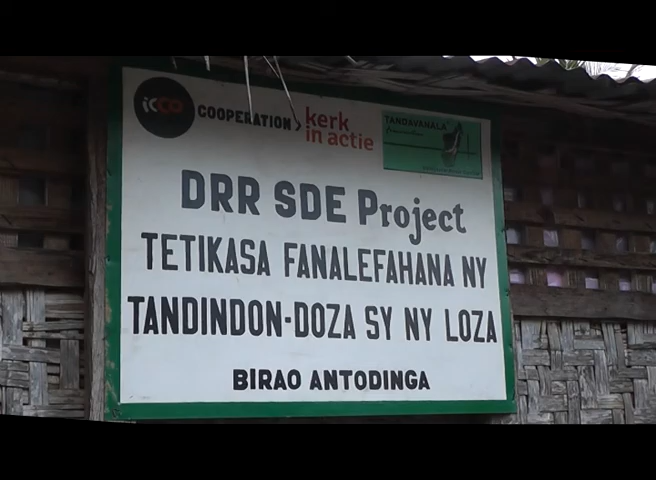 icco COOPERATION kerk in actie
TANDAVANALA
DRR SDE Project
TETIKASA FANALEFAHANA NY
TANDINDON-DOZA SY NY LOZA
BIRAO ANTODINGA